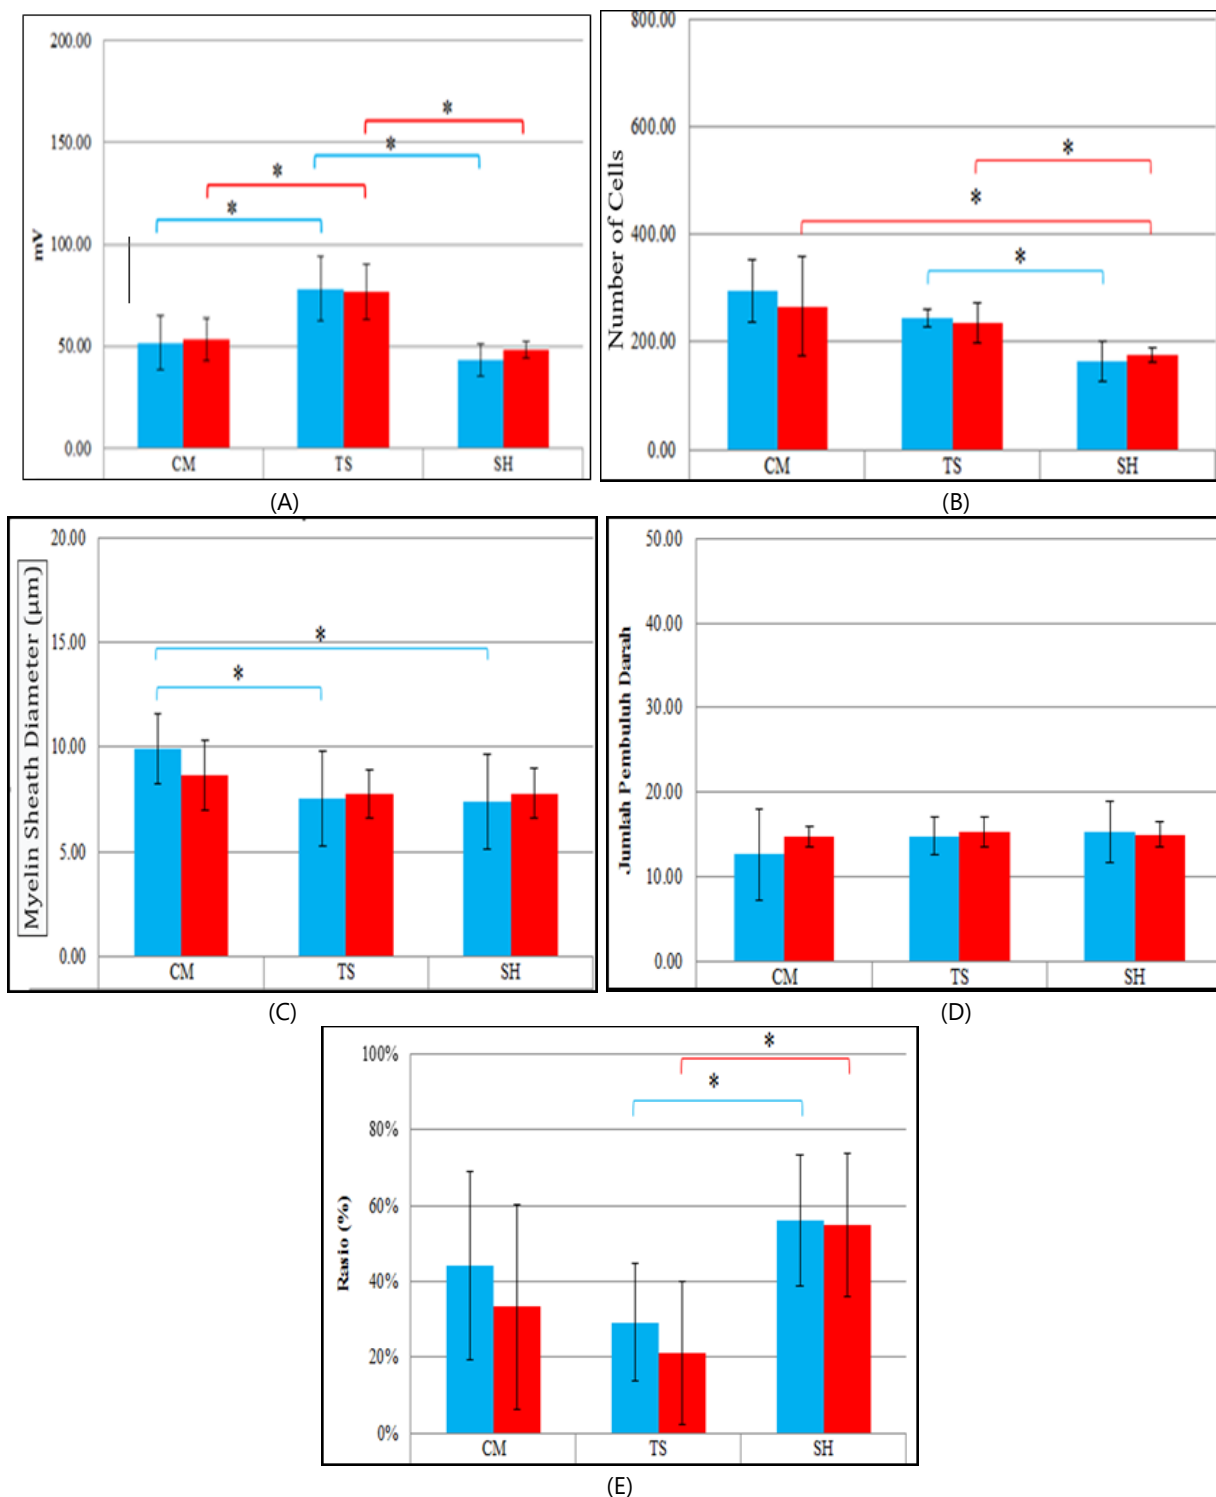 200.00
150.00
100.00
50.00
0.00
mV
*
*
*
*
CM TS SH
(A)
800.00
600.00
400.00
200.00
0.00
Number of Cells
*
*
*
CM TS SH
(B)
20.00
15.00
10.00
5.00
0.00
Myelin Sheath Diameter (µm)
*
*
CM TS SH
(C)
50.00
40.00
30.00
20.00
10.00
0.00
Jumlah Pembuluh Darah
CM TS SH
(D)
100%
80%
60%
40%
20%
0%
Rasio (%)
*
*
CM TS SH
(E)